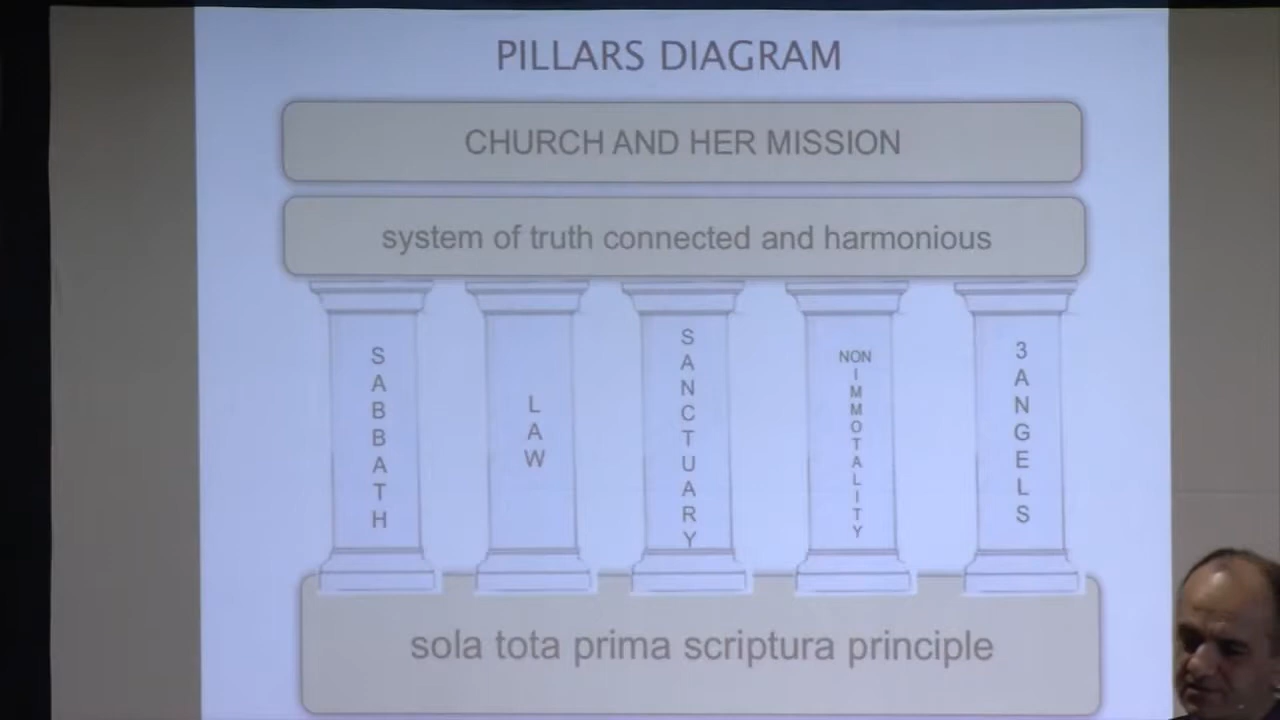 PILLARS DIAGRAM
CHURCH AND HER MISSION
system of truth connected and harmonious
SABBATH
LAW
SANCTUARY
NON IMMOTALITY
3 ANGELS
sola tota prima scriptura principle